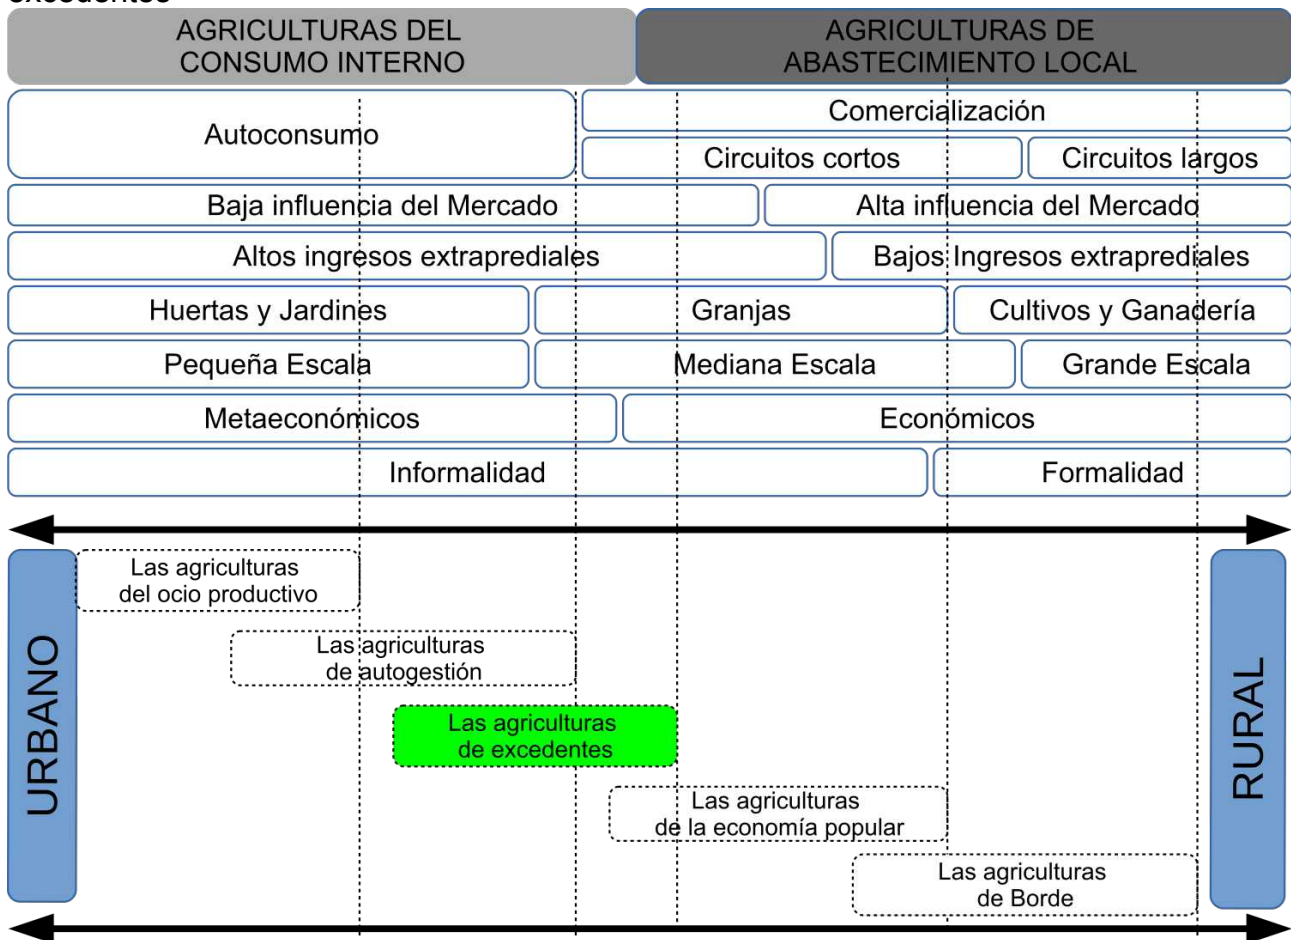 excedentes
AGRICULTURAS DEL
CONSUMO INTERNO
AGRICULTURAS DE
ABASTECIMIENTO LOCAL
Autoconsumo
Comercialización
Circuitos cortos
Circuitos largos
Baja influencia del Mercado
Alta influencia del Mercado
Altos ingresos extraprediales
Bajos Ingresos extraprediales
Huertas y Jardines
Granjas
Cultivos y Ganadería
Pequeña Escala
Mediana Escala
Grande Escala
Metaeconómicos
Económicos
Informalidad
Formalidad
URBANO
Las agriculturas
del ocio productivo
Las agriculturas
de autogestión
Las agriculturas
de excedentes
Las agriculturas
de la economía popular
Las agriculturas
de Borde
RURAL